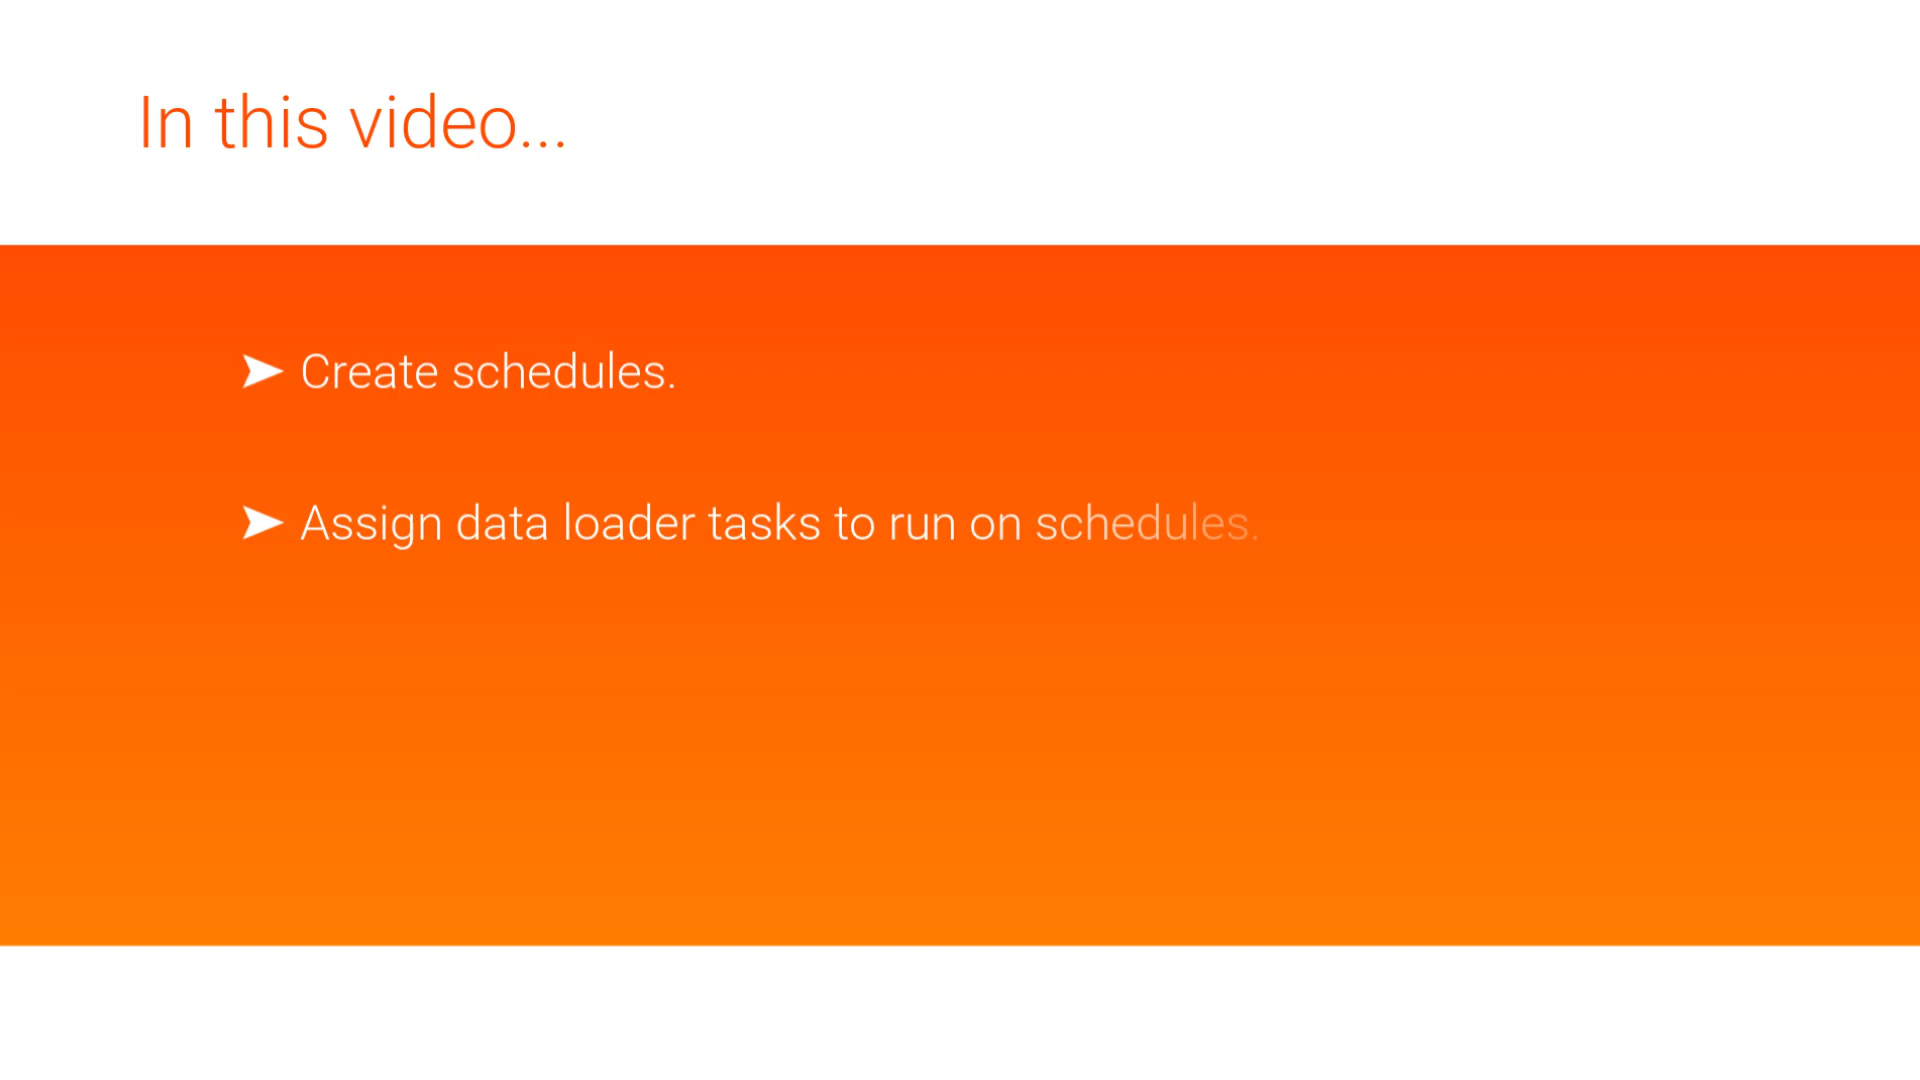 In this video...
➤ Create schedules.
➤ Assign data loader tasks to run on schedules.